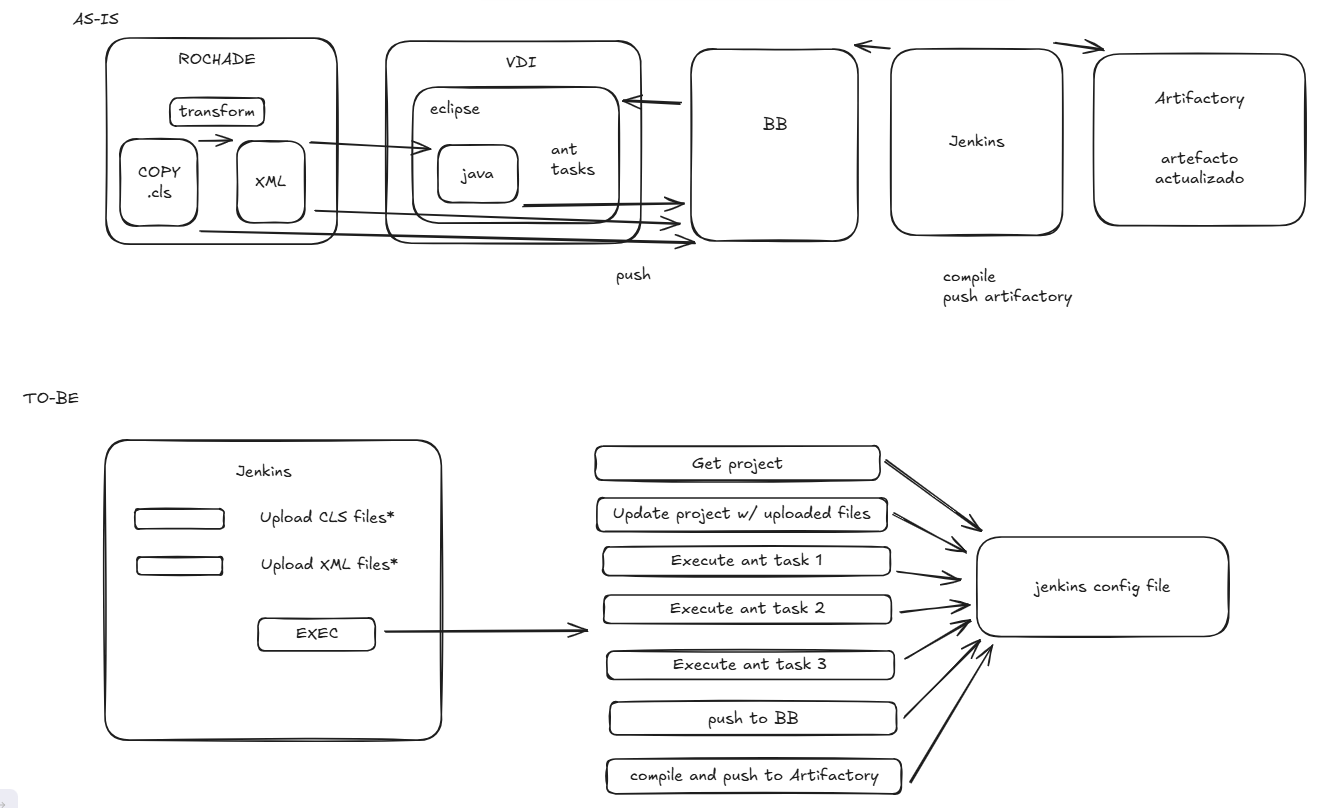 AS-IS
ROCHADE
transform
COPY
.cls
XML
VDI
eclipse
java
ant
tasks
BB
Jenkins
Artifactory
artefacto
actualizado
push
compile
push artifactory
TO-BE
Jenkins
Upload CLS files*
Upload XML files*
EXEC
Get project
Update project w/ uploaded files
Execute ant task 1
Execute ant task 2
Execute ant task 3
push to BB
compile and push to Artifactory
jenkins config file